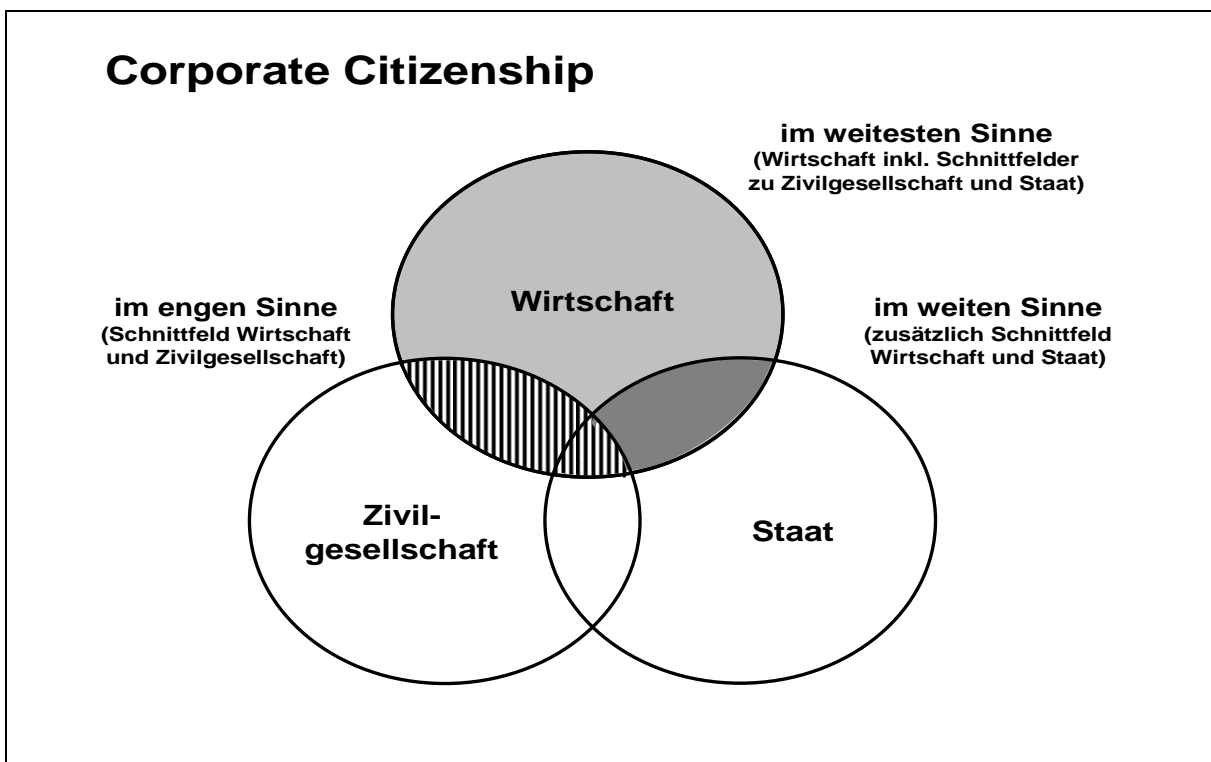 Corporate Citizenship
im weitesten Sinne
(Wirtschaft inkl. Schnittfelder
zu Zivilgesellschaft und Staat)
im engen Sinne
(Schnittfeld Wirtschaft
und Zivilgesellschaft)
Wirtschaft
im weiten Sinne
(zusätzlich Schnittfeld
Wirtschaft und Staat)
Zivil-
gesellschaft
Staat